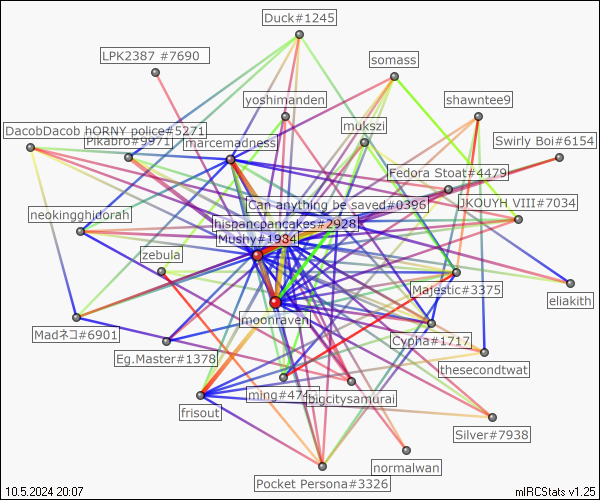 Duck#1245
LPK2387 #7690
somass
yoshimanden
shawntee9
mukszi
DacobDacob hORNY police#5271
Pikabro#9971
marcemadness
Swirly Boi#6154
Fedora Stoat#4479
Can anything be saved#0396
JKOUYH VIII#7034
neokingghidorah
hispancpancakes#2928
Mushy#1984
zebula
Majestic#3375
eliakith
moonraven
Madネコ#6901
Cypha#1717
Eg.Master#1378
thesecondtwat
ming#474
bigcitysamurai
frisout
Silver#7938
normalwan
Pocket Persona#3326
10.5.2024 20:07
mIRCStats v1.25